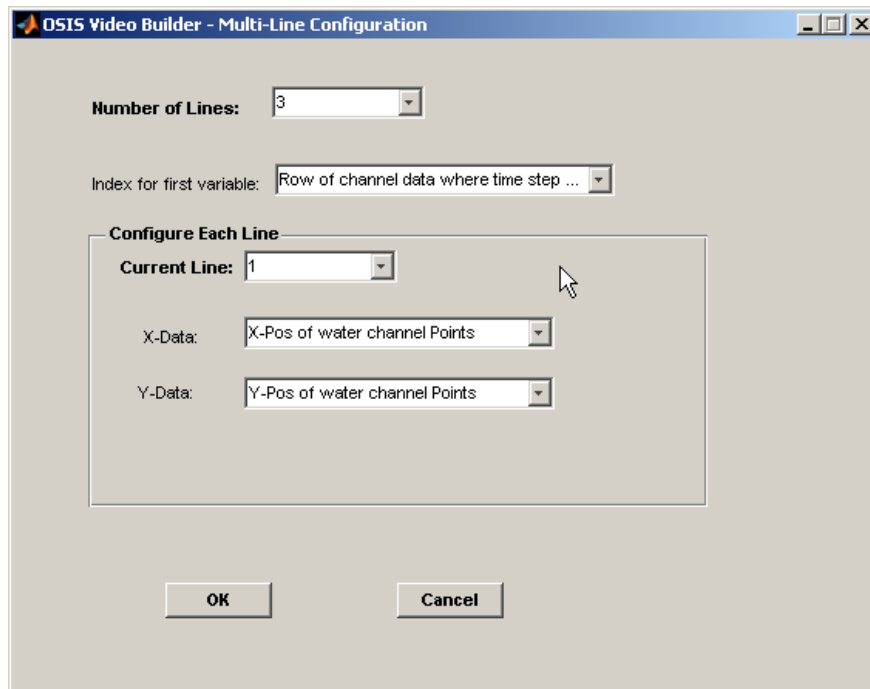 OSIS Video Builder - Multi-Line Configuration
Number of Lines: 3
Index for first variable: Row of channel data where time step ...
Configure Each Line
Current Line: 1
X-Data: X-Pos of water channel Points
Y-Data: Y-Pos of water channel Points
OK Cancel